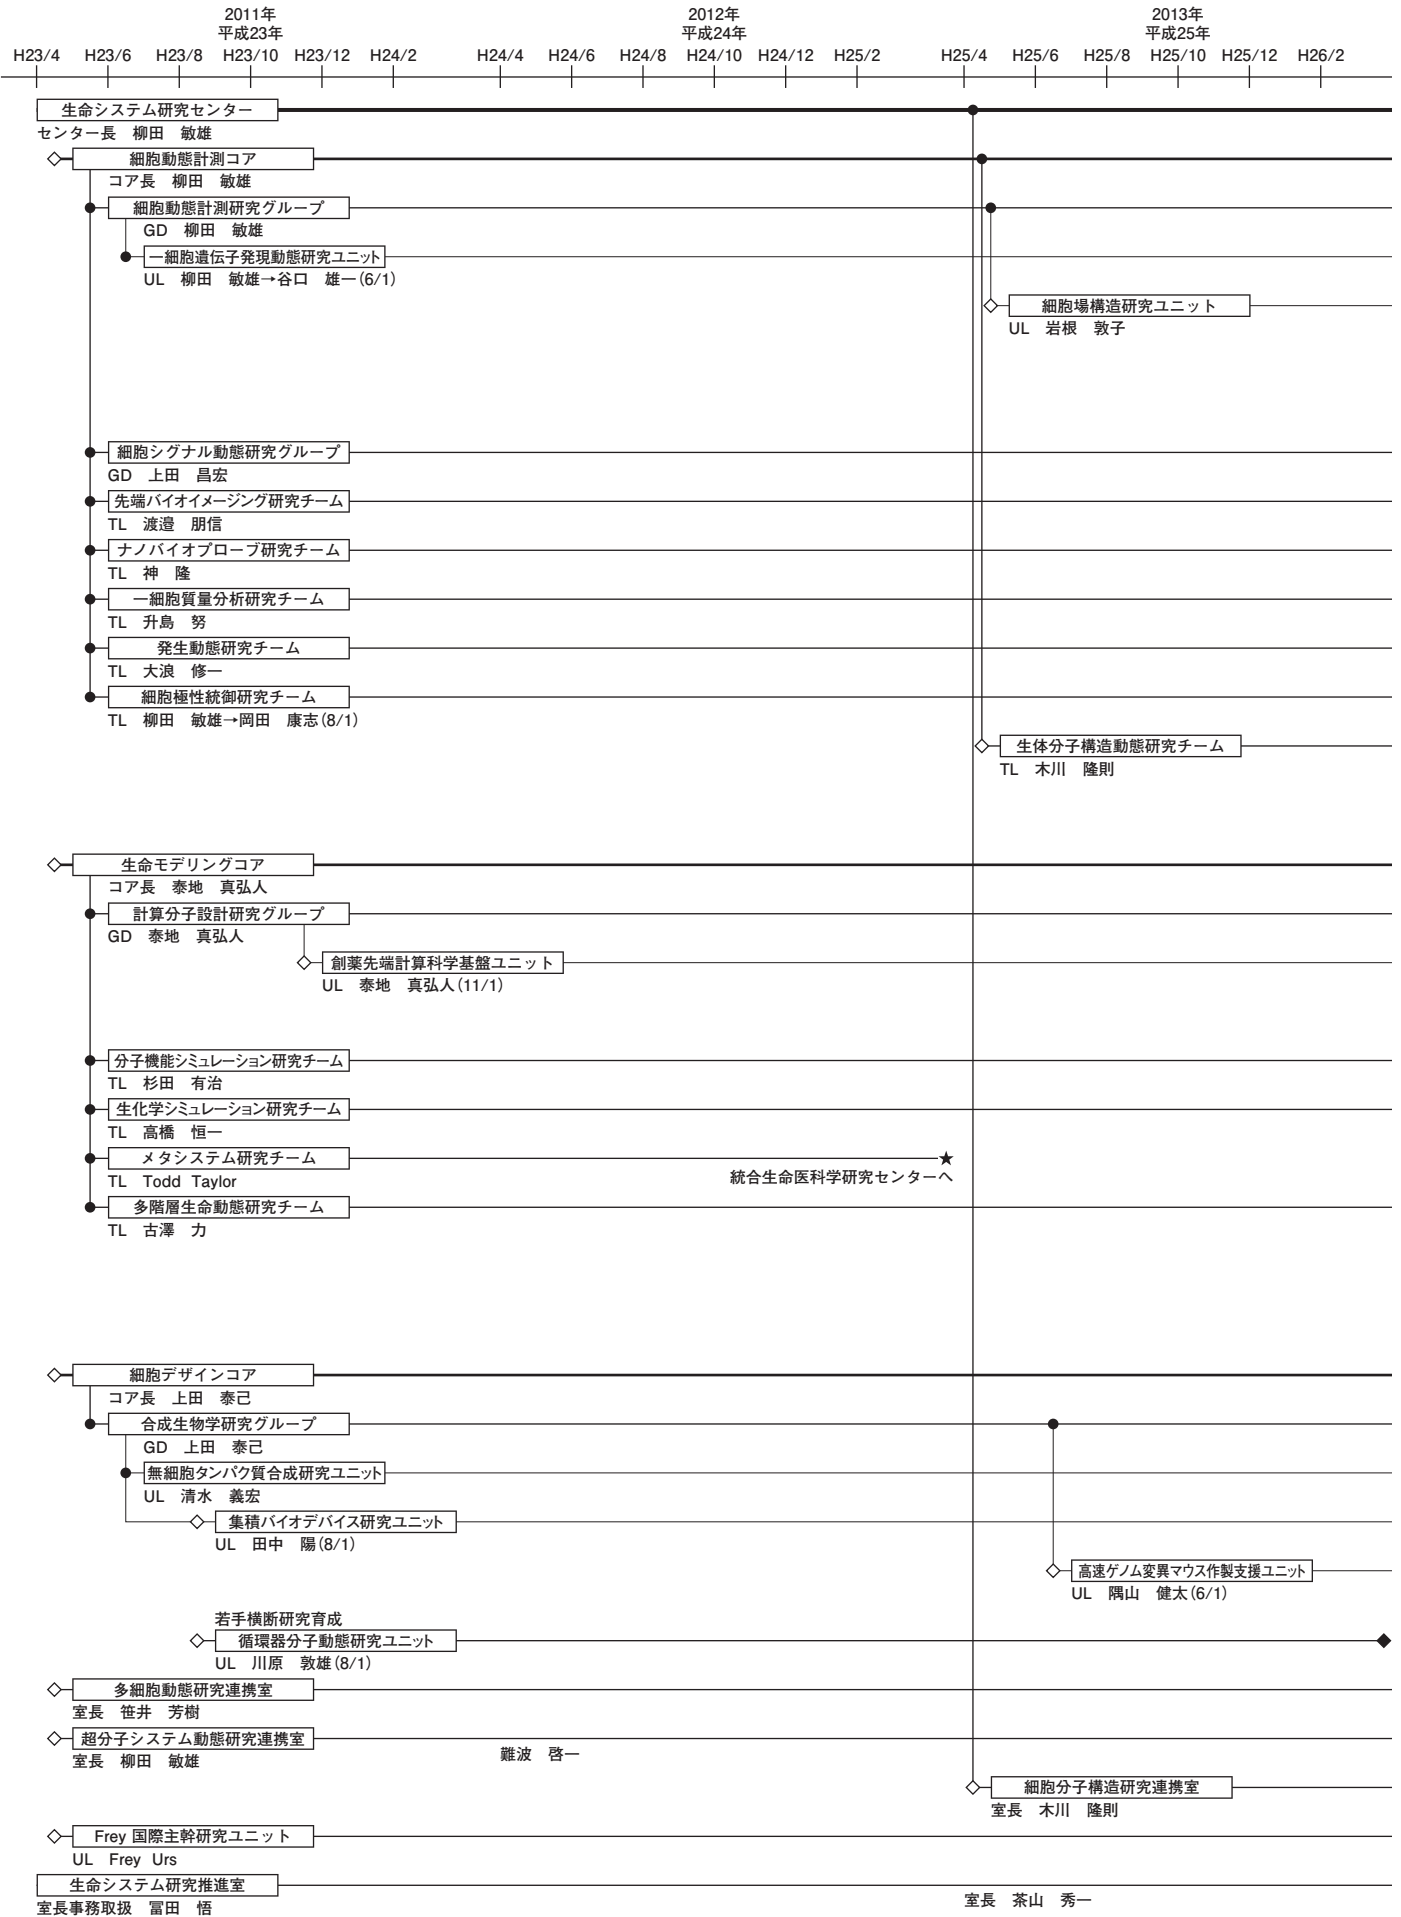 2011年 2012年 2013年
平成23年 平成24年 平成25年
H23/4 H23/6 H23/8 H23/10 H23/12 H24/2 H24/4 H24/6 H24/8 H24/10 H24/12 H25/2 H25/4 H25/6 H25/8 H25/10 H25/12 H26/2
生命システム研究センター
センター長 柳田 敏雄
細胞動態計測コア
コア長 柳田 敏雄
細胞動態計測研究グループ
GD 柳田 敏雄
一細胞遺伝子発現動態研究ユニット
UL 柳田 敏雄→谷口 雄一(6/1)
細胞場構造研究ユニット
UL 岩根 敦子
細胞シグナル動態研究グループ
GD 上田 昌宏
先端バイオイメージング研究チーム
TL 渡邉 朋信
ナノバイオプローブ研究チーム
TL 神 隆
一細胞質量分析研究チーム
TL 升島 努
発生動態研究チーム
TL 大浪 修一
細胞極性統御研究チーム
TL 柳田 敏雄→岡田 康志(8/1)
生体分子構造動態研究チーム
TL 木川 隆則
生命モデリングコア
コア長 泰地 真弘人
計算分子設計研究グループ
GD 泰地 真弘人
創薬先端計算科学基盤ユニット
UL 泰地 真弘人(11/1)
分子機能シミュレーション研究チーム
TL 杉田 有治
生化学シミュレーション研究チーム
TL 高橋 恒一
メタシステム研究チーム
統合生命医科学研究センターへ
TL Todd Taylor
多階層生命動態研究チーム
TL 古澤 力
細胞デザインコア
コア長 上田 泰己
合成生物学研究グループ
GD 上田 泰己
無細胞タンパク質合成研究ユニット
UL 清水 義宏
集積バイオデバイス研究ユニット
UL 田中 陽(8/1)
高速ゲノム変異マウス作製支援ユニット
UL 隅山 健太(6/1)
若手横断研究育成
循環器分子動態研究ユニット
UL 川原 敦雄(8/1)
多細胞動態研究連携室
室長 笹井 芳樹
超分子システム動態研究連携室
室長 柳田 敏雄 難波 啓一
細胞分子構造研究連携室
室長 木川 隆則
Frey 国際主幹研究ユニット
UL Frey Urs
生命システム研究推進室
室長事務取扱 冨田 悟 室長 茶山 秀一